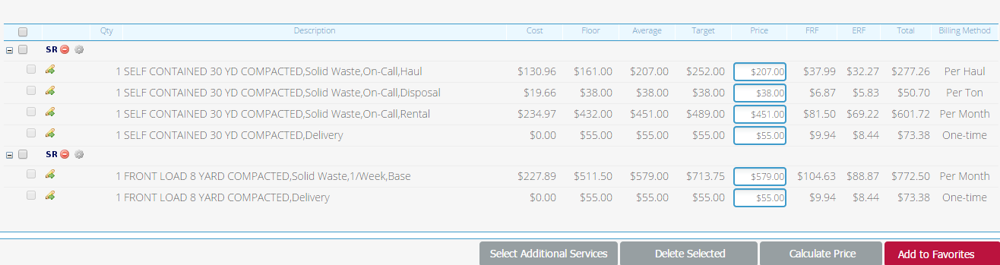 Qty Description Cost Floor Average Target Price FRF ERF Total Billing Method
SR
1 SELF CONTAINED 30 YD COMPACTED,Solid Waste,On-Call,Haul $130.96 $161.00 $207.00 $252.00 $207.00 $37.99 $32.27 $277.26 Per Haul
1 SELF CONTAINED 30 YD COMPACTED,Solid Waste,On-Call,Disposal $19.66 $38.00 $38.00 $38.00 $38.00 $6.87 $5.83 $50.70 Per Ton
1 SELF CONTAINED 30 YD COMPACTED,Solid Waste,On-Call,Rental $234.97 $432.00 $451.00 $489.00 $451.00 $81.50 $69.22 $601.72 Per Month
1 SELF CONTAINED 30 YD COMPACTED,Delivery $0.00 $55.00 $55.00 $55.00 $55.00 $9.94 $8.44 $73.38 One-time
SR
1 FRONT LOAD 8 YARD COMPACTED,Solid Waste,1/Week,Base $227.89 $511.50 $579.00 $713.75 $579.00 $104.63 $88.87 $772.50 Per Month
1 FRONT LOAD 8 YARD COMPACTED,Delivery $0.00 $55.00 $55.00 $55.00 $55.00 $9.94 $8.44 $73.38 One-time
Select Additional Services Delete Selected Calculate Price Add to Favorites